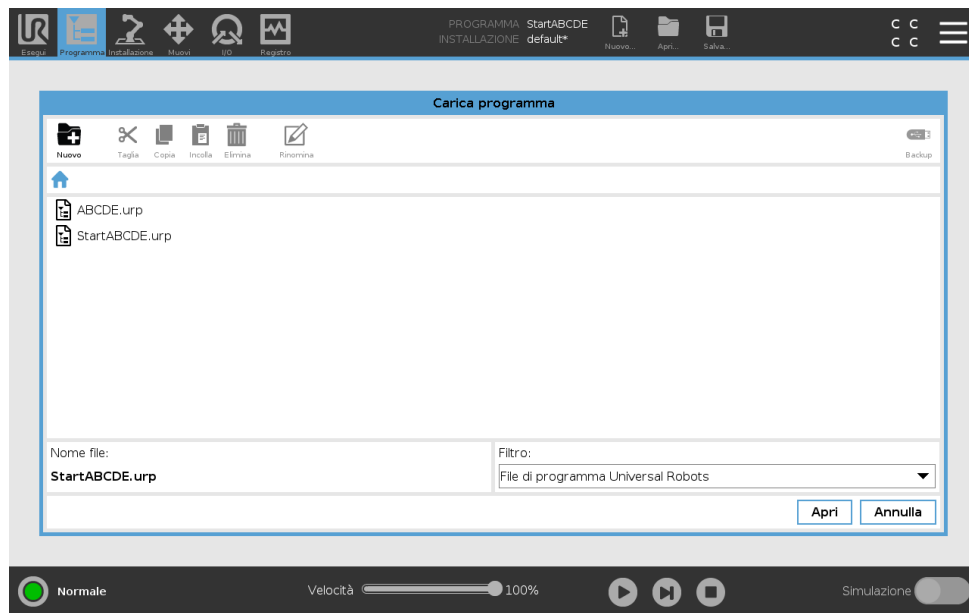 PROGRAMMA StartABCDE
INSTALLAZIONE default*
Esegui Programma Installazione Muovi I/O Registro Nuovo... Apri... Salva...
C C
C C
Carica programma
Nuovo Taglia Copia Incolla Elimina Rinomina Backup
ABCDE.urp
StartABCDE.urp
Nome file: Filtro:
StartABCDE.urp File di programma Universal Robots
Apri Annulla
Normale Velocità 100% Simulazione